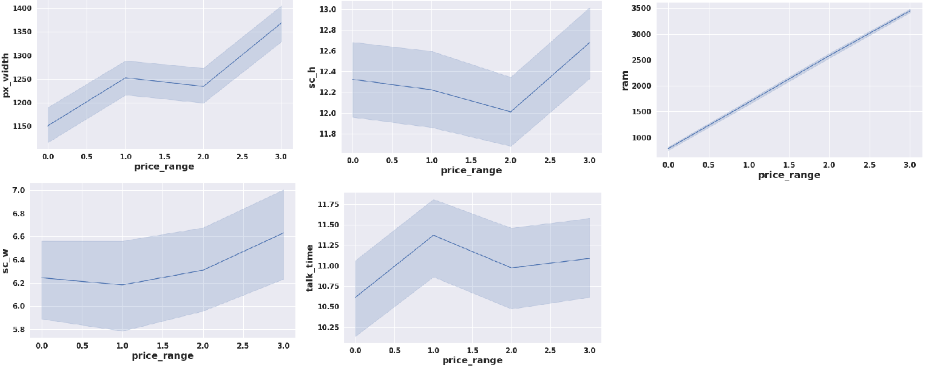 px_width
1400
1350
1300
1250
1200
1150
0.0 0.5 1.0 1.5 2.0 2.5 3.0
price_range
sc_h
13.0
12.8
12.6
12.4
12.2
12.0
11.8
0.0 0.5 1.0 1.5 2.0 2.5 3.0
price_range
ram
3500
3000
2500
2000
1500
1000
0.0 0.5 1.0 1.5 2.0 2.5 3.0
price_range
sc_w
7.0
6.8
6.6
6.4
6.2
6.0
5.8
0.0 0.5 1.0 1.5 2.0 2.5 3.0
price_range
talk_time
11.75
11.50
11.25
11.00
10.75
10.50
10.25
0.0 0.5 1.0 1.5 2.0 2.5 3.0
price_range